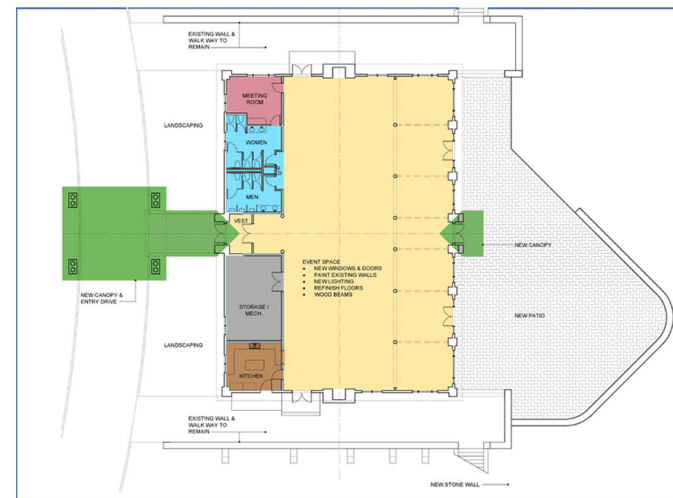 EXISTING WALL &
WALK WAY TO
REMAIN
MEETING
ROOM
LANDSCAPING
WOMEN
MEN
VEST
NEW CANOPY
EVENT SPACE
• NEW WINDOWS & DOORS
• PAINT EXISTING WALLS
• NEW LIGHTING
• REFINISH FLOORS
• WOOD BEAMS
NEW CANOPY &
ENTRY DRIVE
STORAGE /
MECH.
NEW PATIO
LANDSCAPING
KITCHEN
EXISTING WALL &
WALK WAY TO
REMAIN
NEW STONE WALL